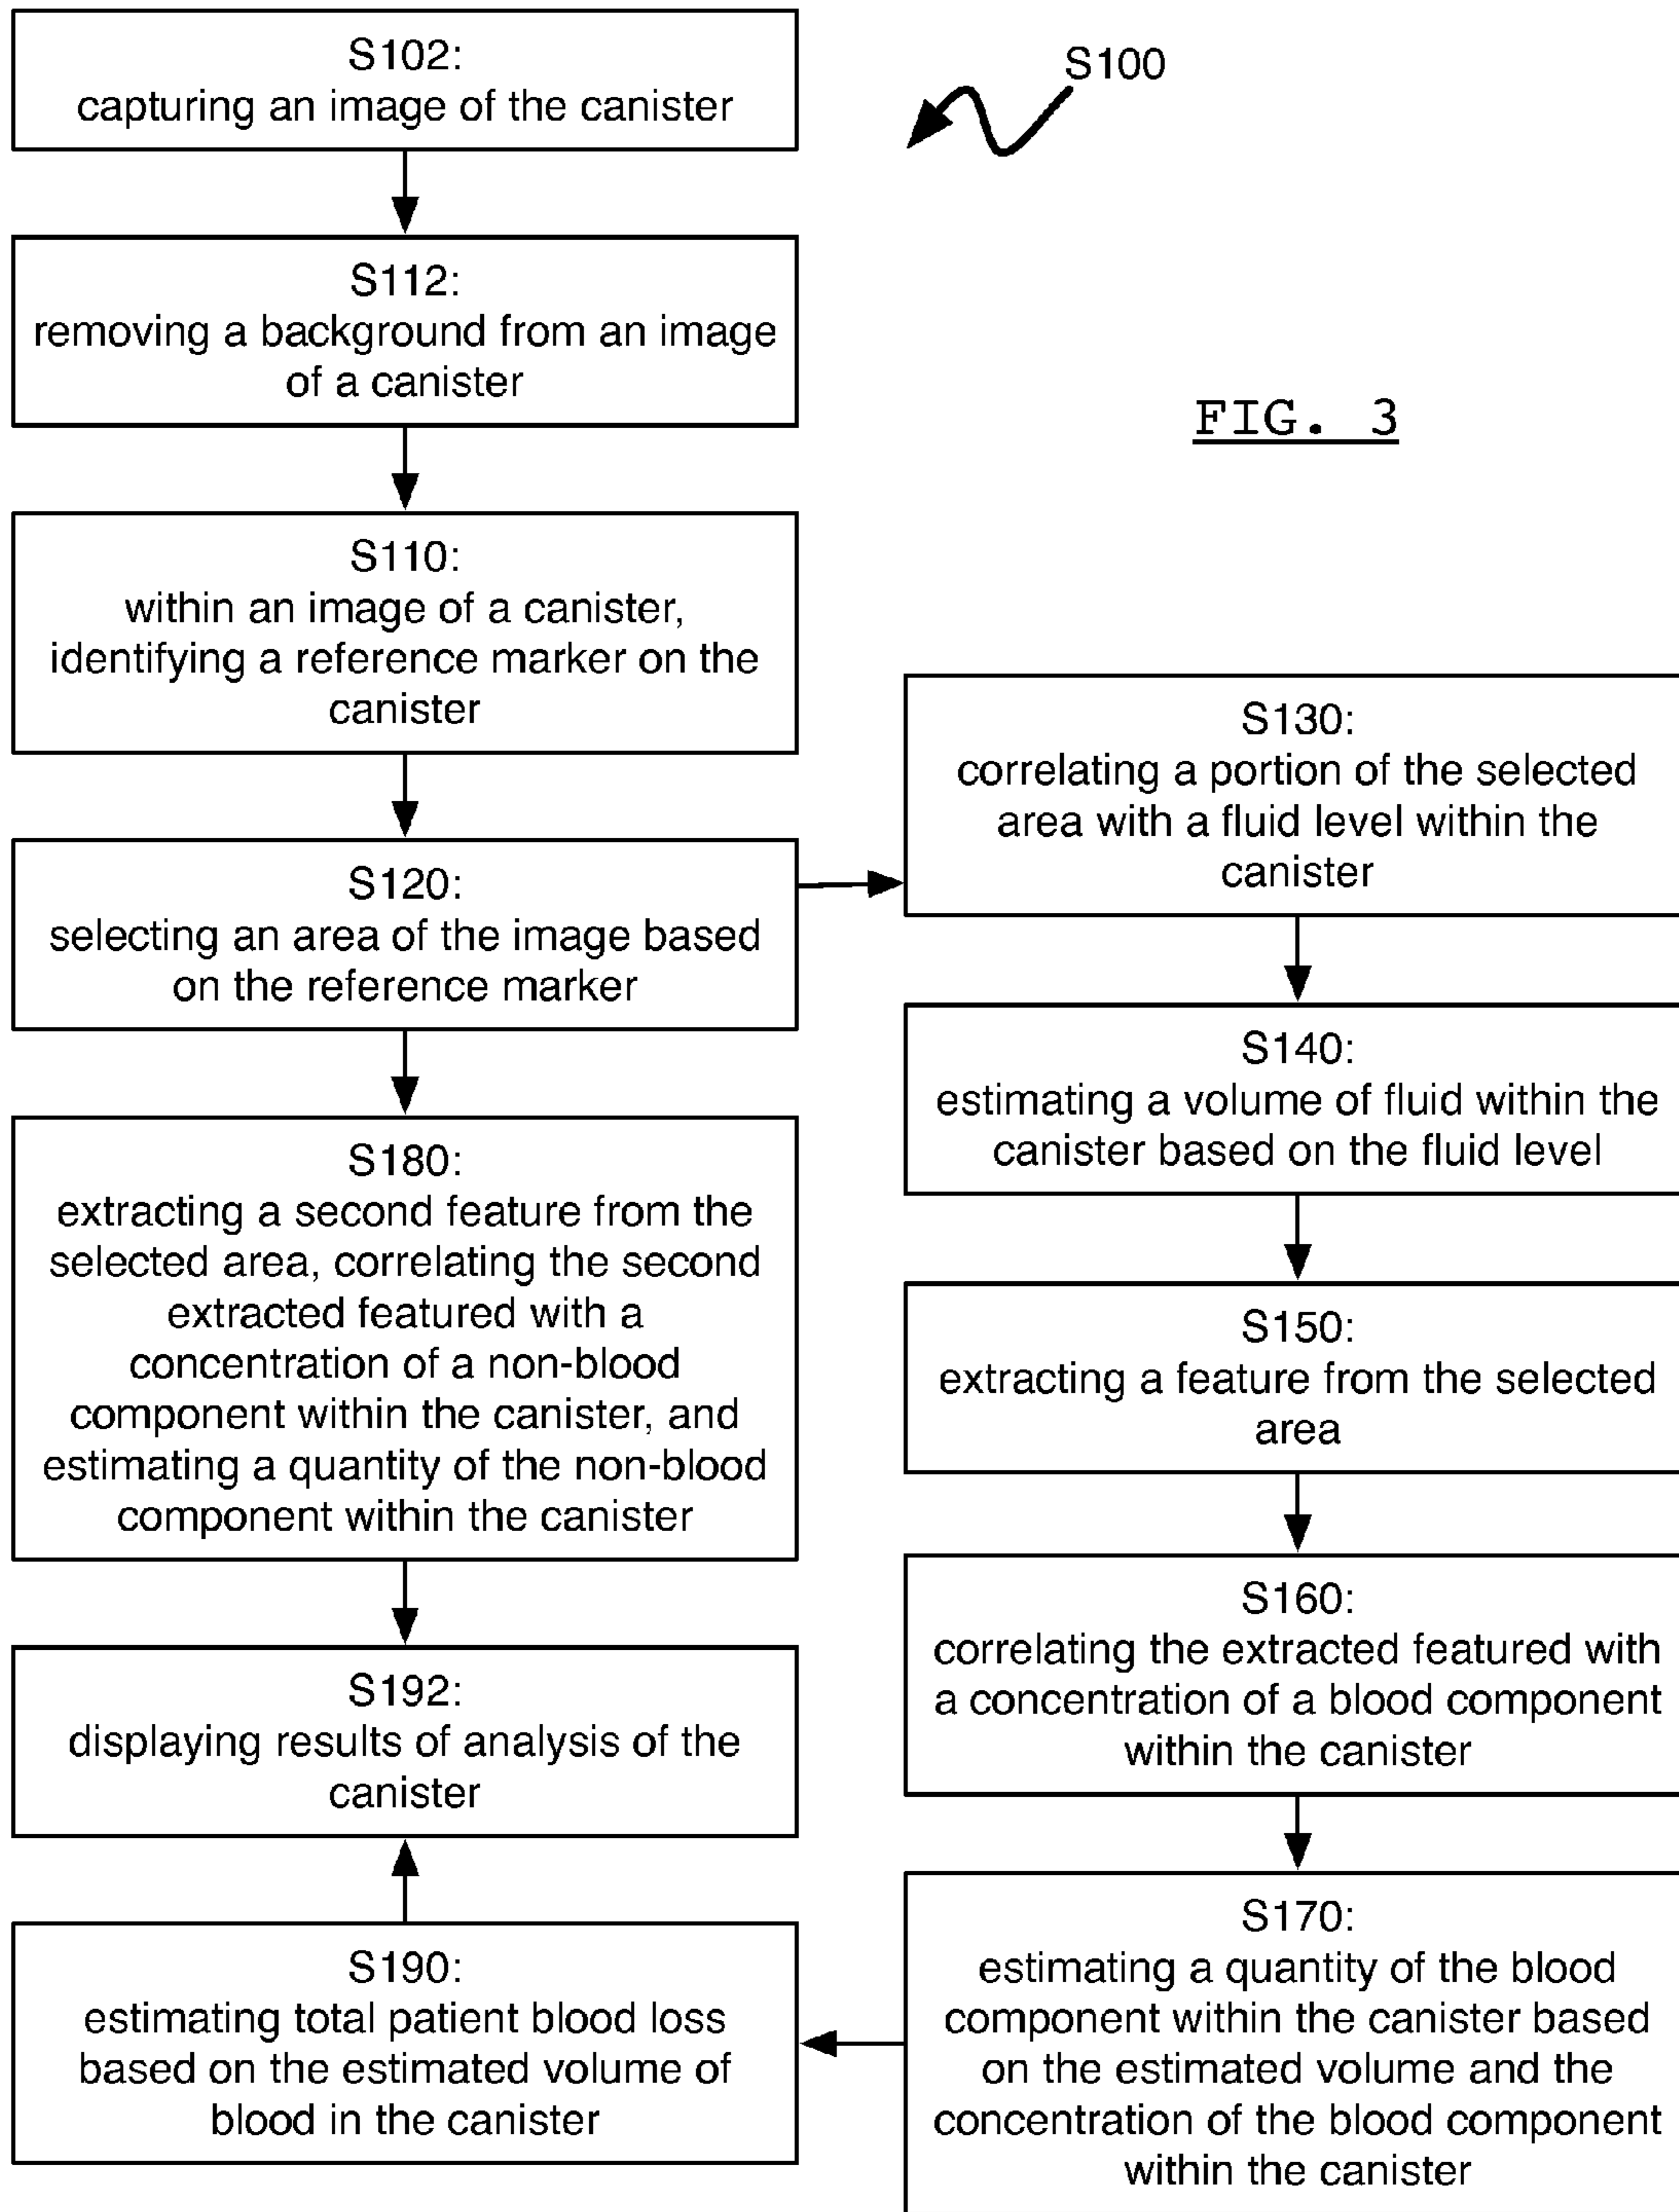 S102:
capturing an image of the canister
S100
S112:
removing a background from an image
of a canister
FIG. 3
S110:
within an image of a canister,
identifying a reference marker on the
canister
S120:
selecting an area of the image based
on the reference marker
S130:
correlating a portion of the selected
area with a fluid level within the
canister
S140:
estimating a volume of fluid within the
canister based on the fluid level
S150:
extracting a feature from the selected
area
S160:
correlating the extracted featured with
a concentration of a blood component
within the canister
S170:
estimating a quantity of the blood
component within the canister based
on the estimated volume and the
concentration of the blood component
within the canister
S180:
extracting a second feature from the
selected area, correlating the second
extracted featured with a
concentration of a non-blood
component within the canister, and
estimating a quantity of the non-blood
component within the canister
S192:
displaying results of analysis of the
canister
S190:
estimating total patient blood loss
based on the estimated volume of
blood in the canister